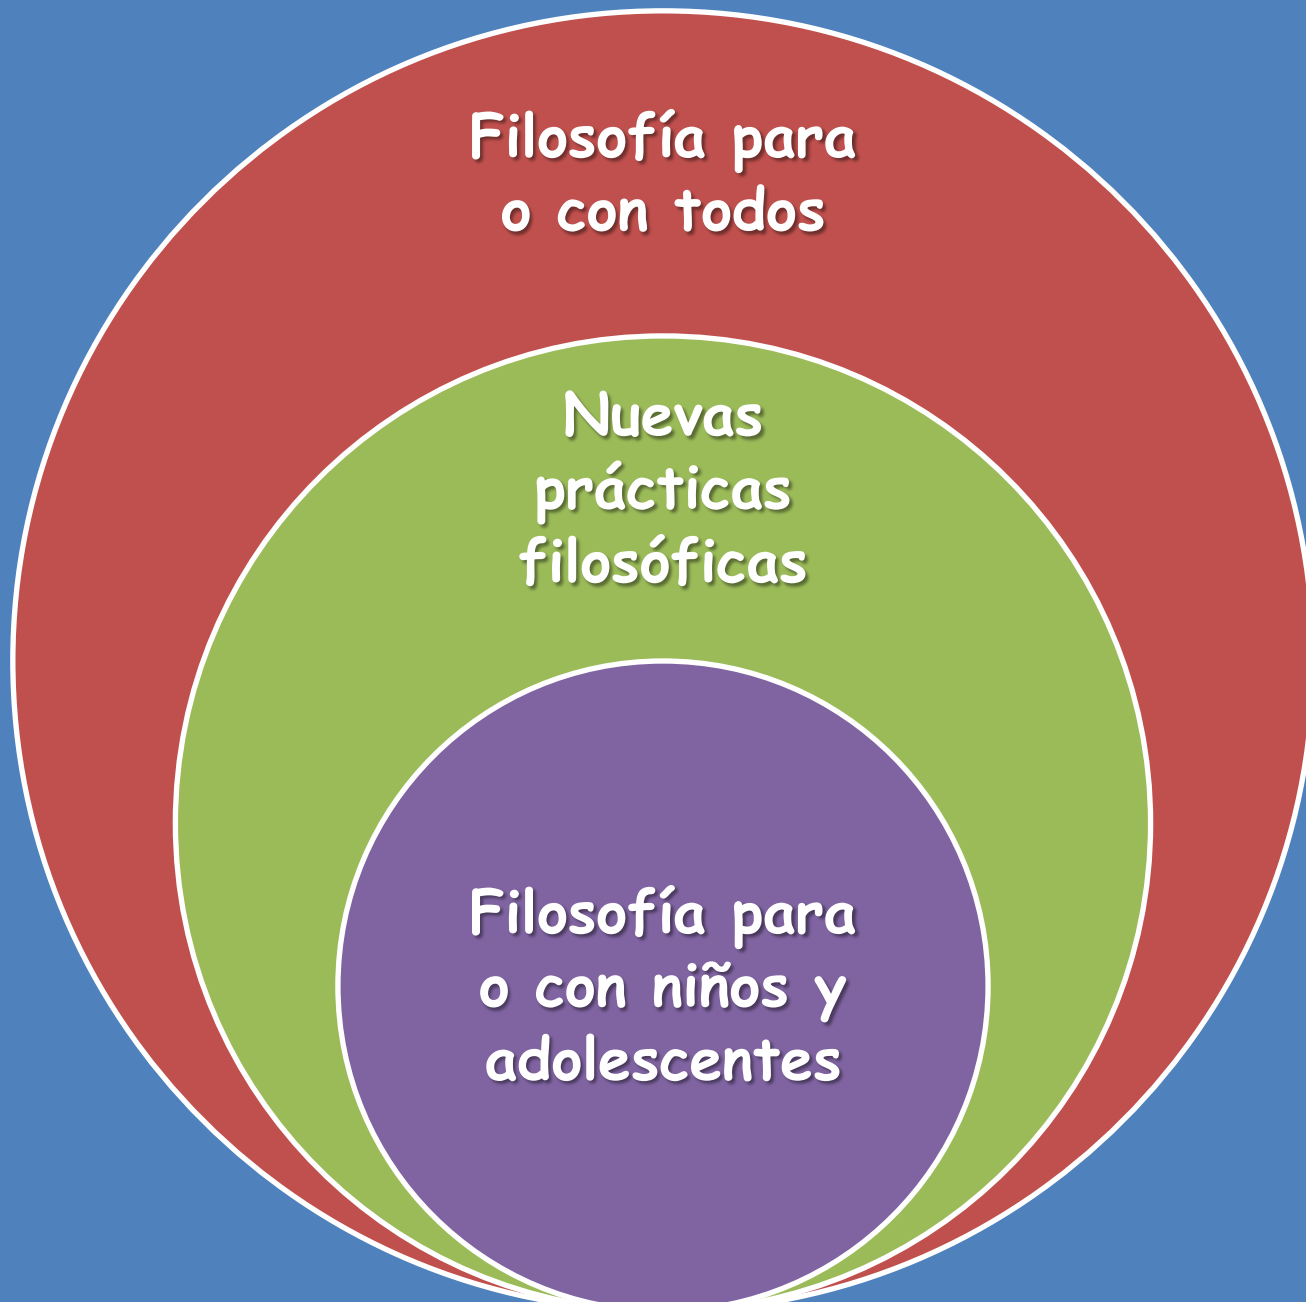 Filosofía para
o con todos
Nuevas
prácticas
filosóficas
Filosofía para
o con niños y
adolescentes